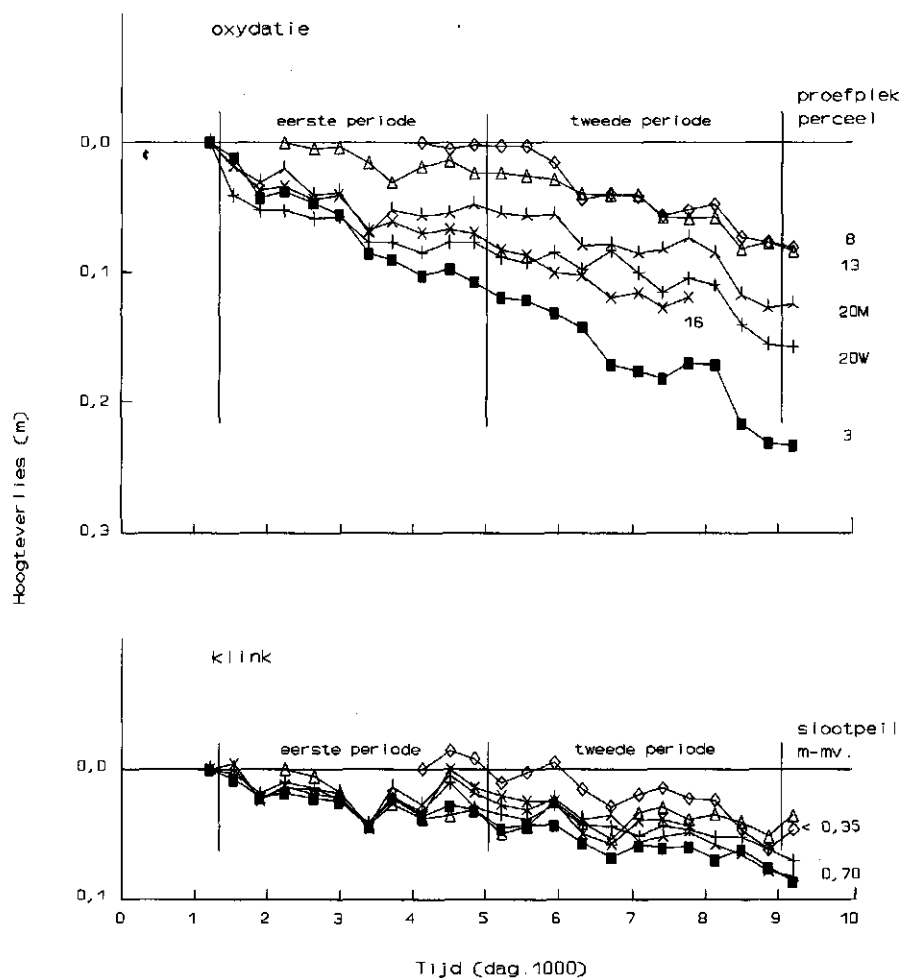 oxydatie
proefplek
perceel
eerste periode
tweede periode
0,0
8
13
0,1
20M
16
20W
0,2
3
Hoogteverlies (m)
0,3
klink
slootpeil
m-mv.
eerste periode
tweede periode
0,0
< 0,35
0,70
0,1
0 1 2 3 4 5 6 7 8 9 10
Tijd (dag.1000)